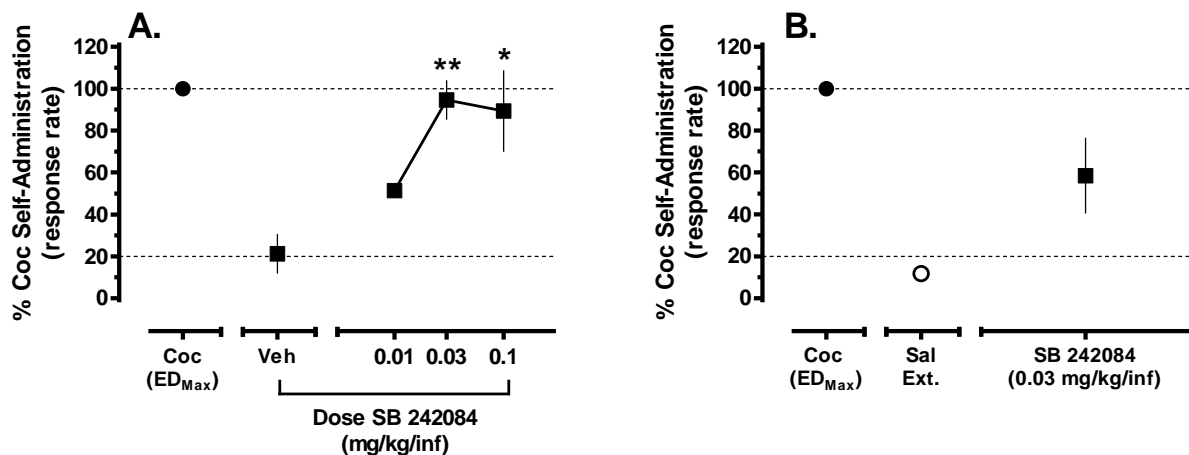 A.
% Coc Self-Administration
(response rate)
120
100
80
60
40
20
0
**
*
Coc
(EDMax)
Veh
0.01 0.03 0.1
Dose SB 242084
(mg/kg/inf)
B.
% Coc Self-Administration
(response rate)
120
100
80
60
40
20
0
Coc
(EDMax)
Sal
Ext.
SB 242084
(0.03 mg/kg/inf)